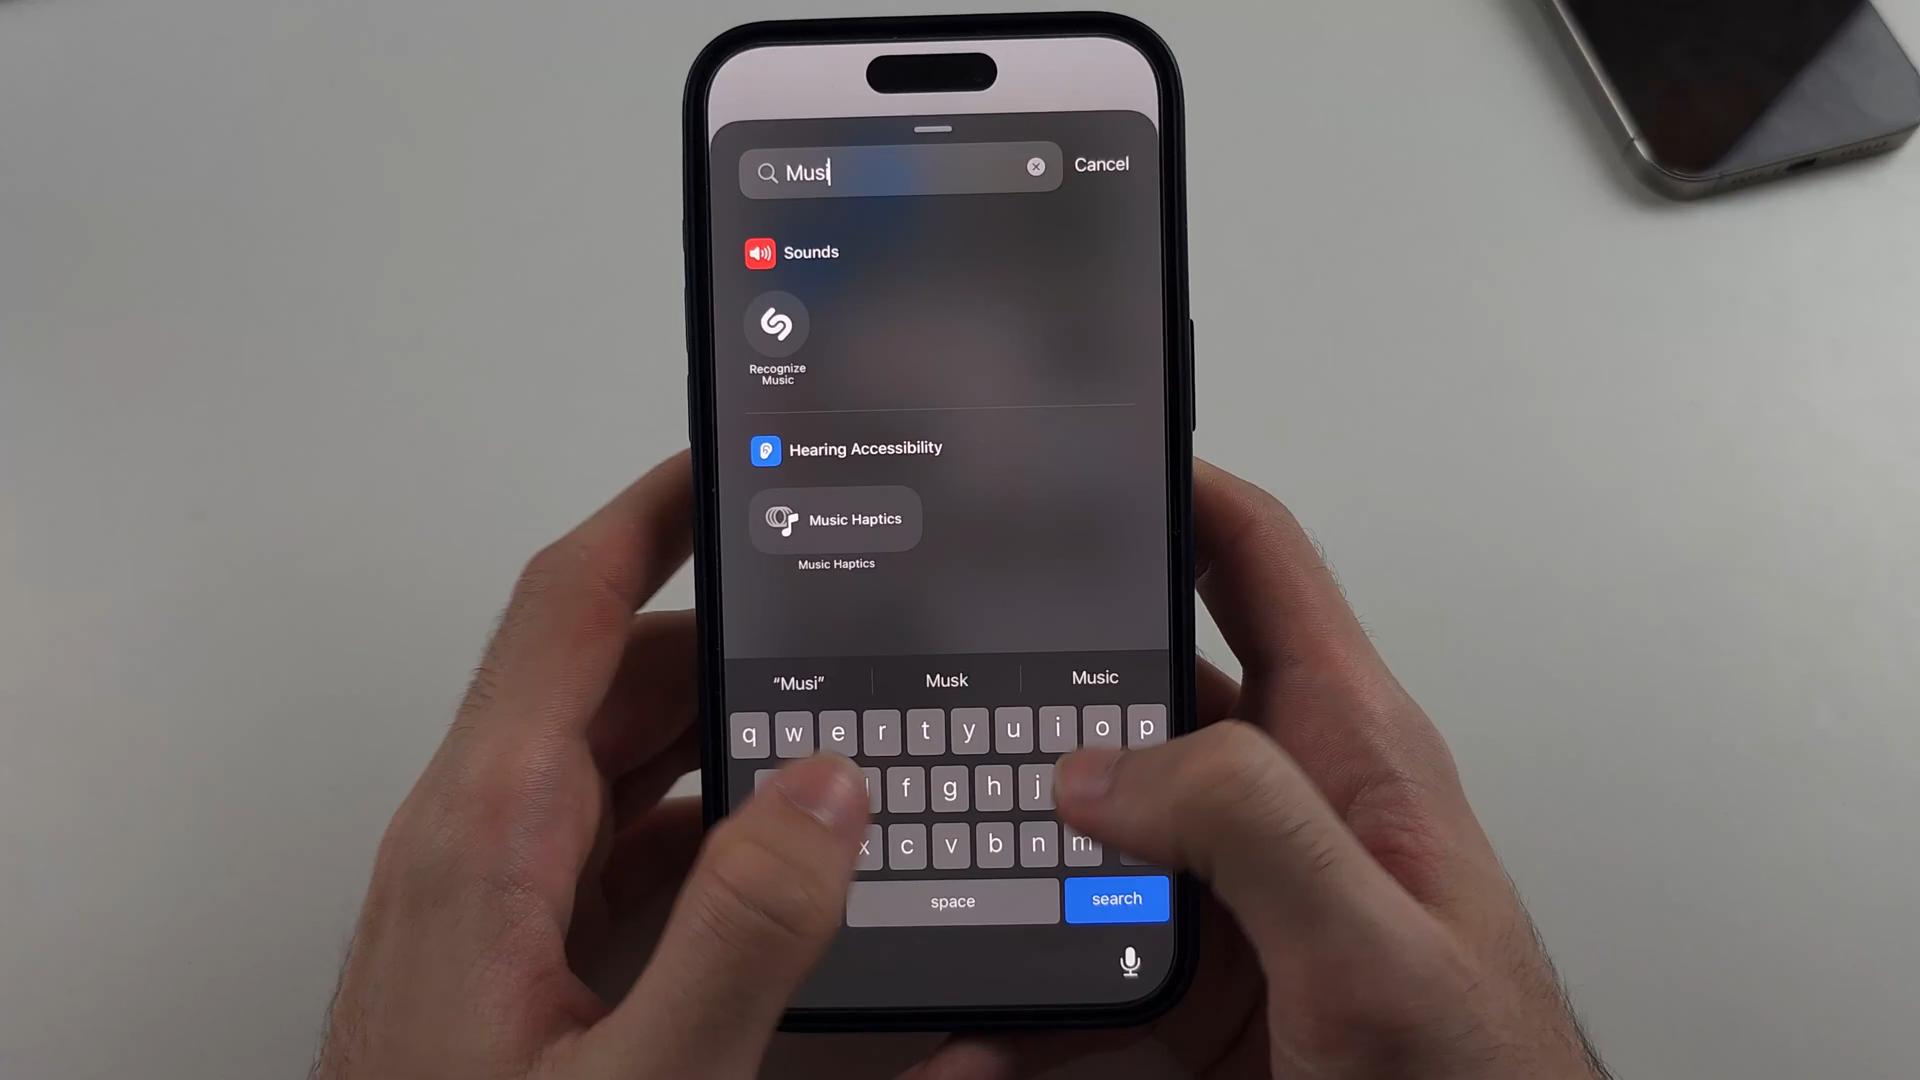 Musi
Cancel
Sounds
Recognize
Music
Hearing Accessibility
Music Haptics
Music Haptics
"Musi" Musk Music
q w e r t y u i o p
f g h j
x c v b n m
space search